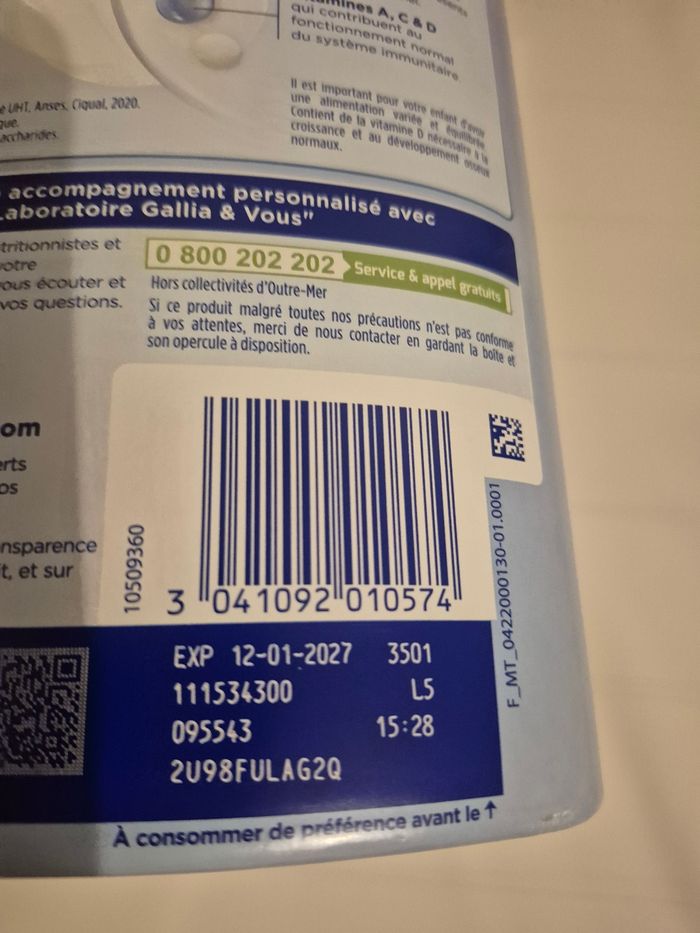 mines A, C & D
qui contribuent au
fonctionnement normal
du système immunitaire
Il est important pour votre enfant d'avoir
une alimentation variée et équilibrée.
Contient de la vitamine D nécessaire à la
croissance et au développement osseux
normaux.
e UHT, Anses, Ciqual, 2020.
que.
accharides.
accompagnement personnalisé avec
Laboratoire Gallia & Vous"
tritionnistes et
votre
vous écouter et
vos questions.
0 800 202 202 Service & appel gratuits
Hors collectivités d'Outre-Mer
Si ce produit malgré toutes nos précautions n'est pas conforme
à vos attentes, merci de nous contacter en gardant la boîte et
son opercule à disposition.
om
erts
os
nsparence
t, et sur
10509360
3 041092 010574
F_MT_0422000130-01.0001
EXP 12-01-2027 3501
111534300 L5
095543 15:28
2U98FULAG2Q
À consommer de préférence avant le ↑